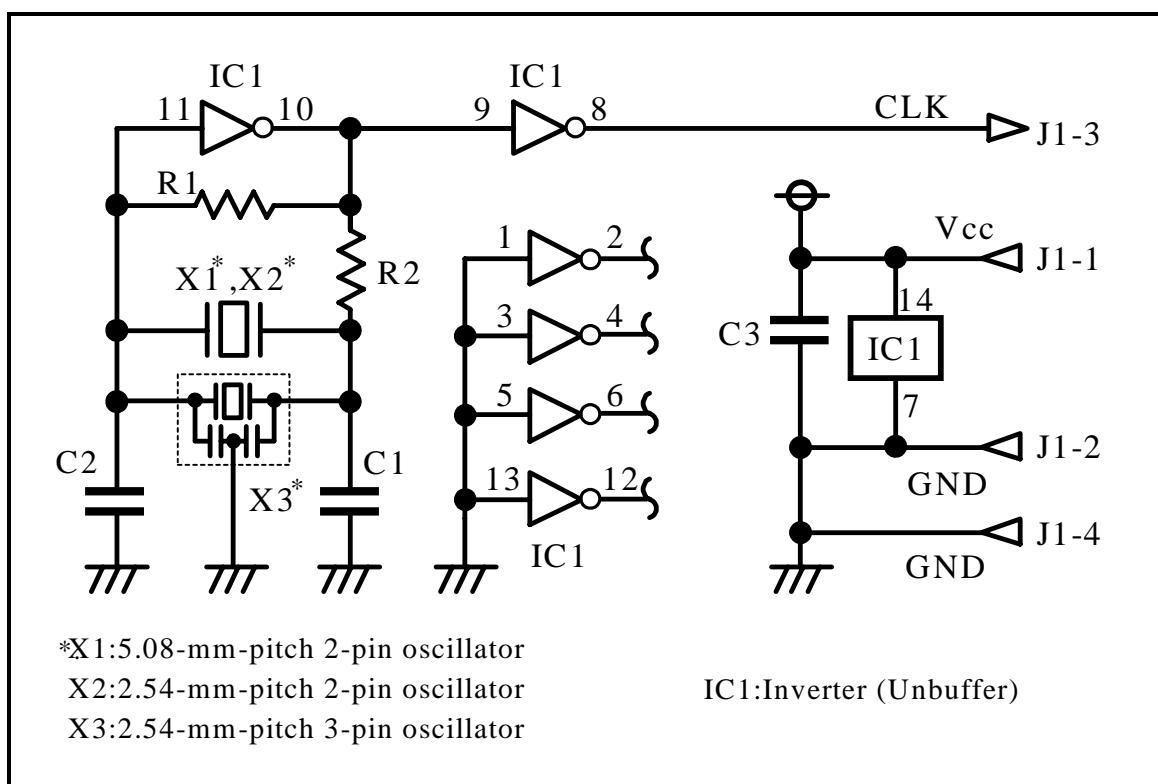 IC1 IC1
11 10 9 8 CLK J1-3
R1
1 2 Vcc J1-1
X1*,X2* R2
3 4 C3 14 IC1
5 6 7
C2 C1 J1-2
X3* 13 12 GND
IC1 J1-4
GND
*X1:5.08-mm-pitch 2-pin oscillator
X2:2.54-mm-pitch 2-pin oscillator
IC1:Inverter (Unbuffer)
X3:2.54-mm-pitch 3-pin oscillator